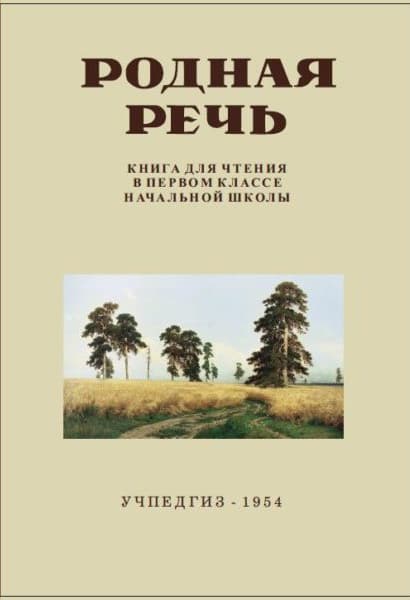 РОДНАЯ
РЕЧЬ
КНИГА ДЛЯ ЧТЕНИЯ
В ПЕРВОМ КЛАССЕ
НАЧАЛЬНОЙ ШКОЛЫ
УЧПЕДГИЗ - 1954